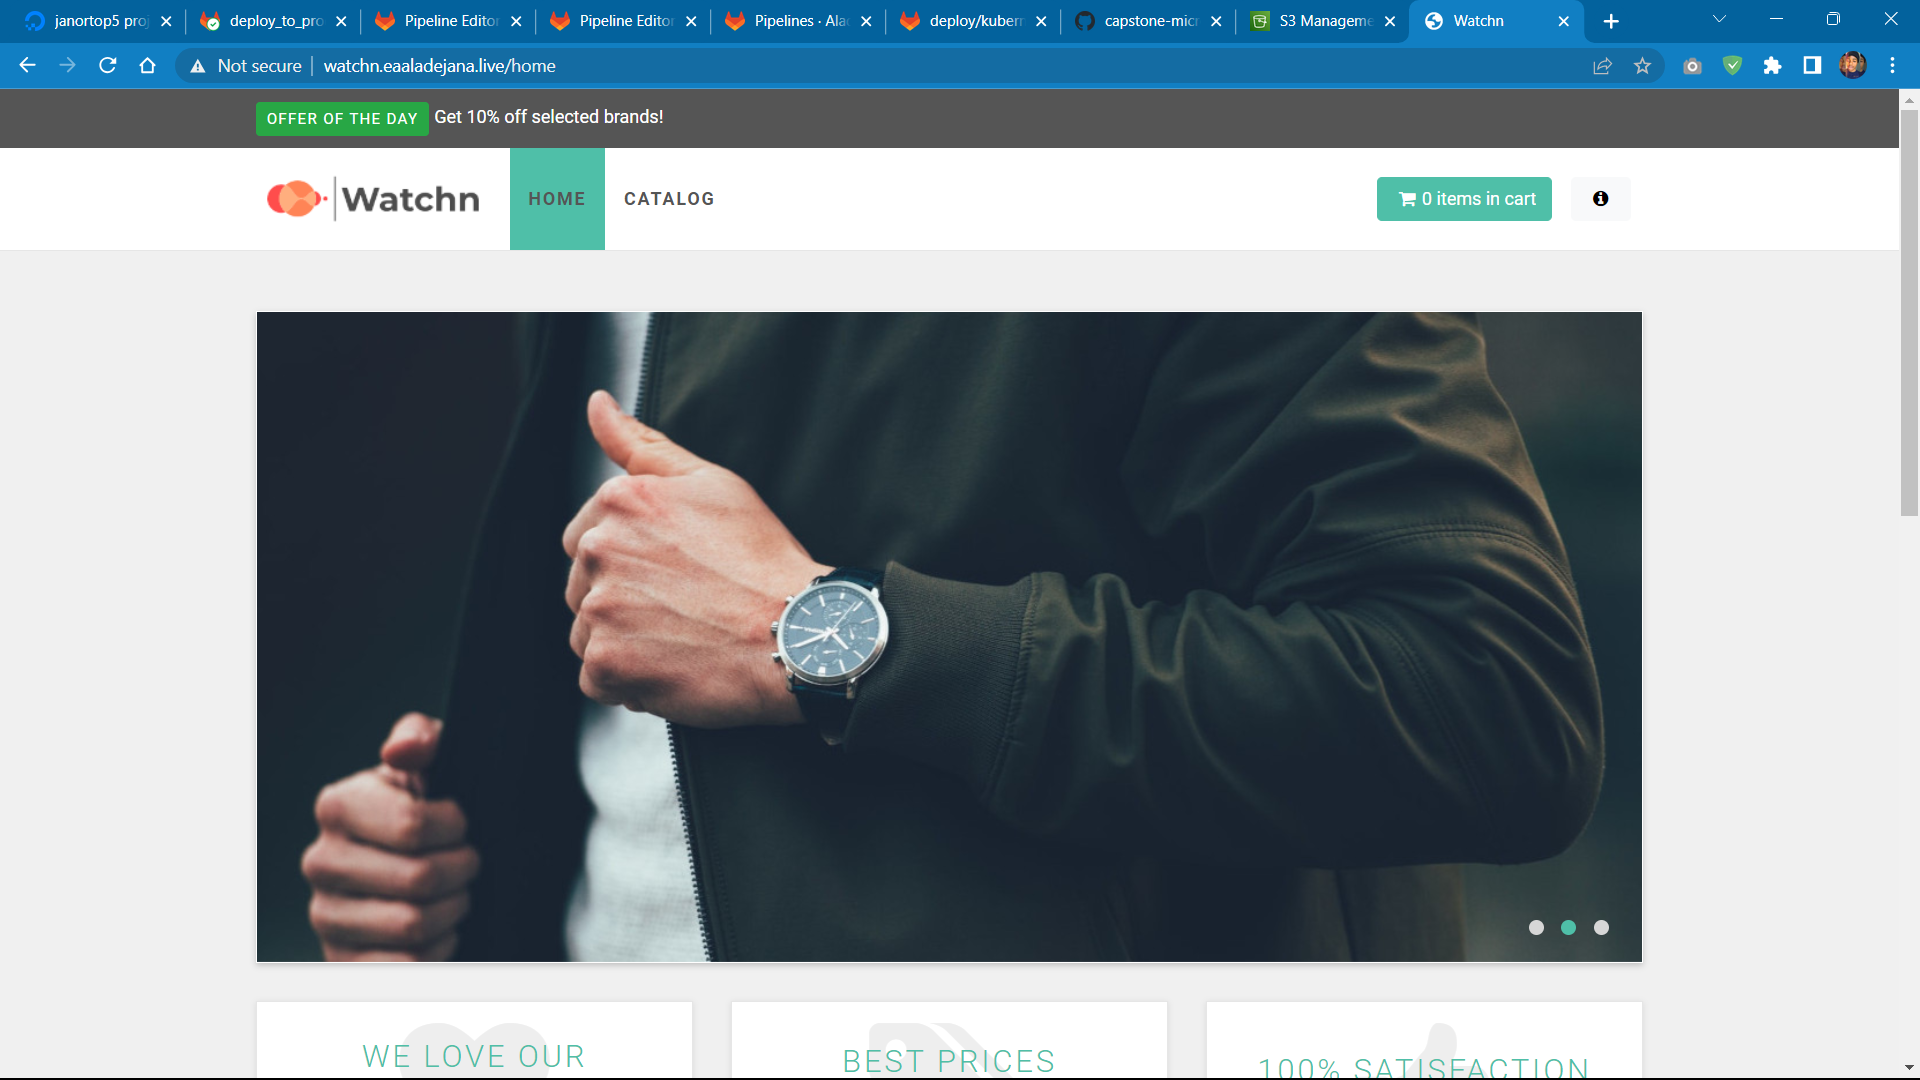 janortop5 proj
deploy_to_pro
Pipeline Editor
Pipeline Editor
Pipelines · Ala
deploy/kubern
capstone-micr
S3 Manageme
Watchn
Not secure
watchn.eaaladejana.live/home
OFFER OF THE DAY Get 10% off selected brands!
Watchn
HOME
CATALOG
0 items in cart
WE LOVE OUR
BEST PRICES
100% SATISFACTION